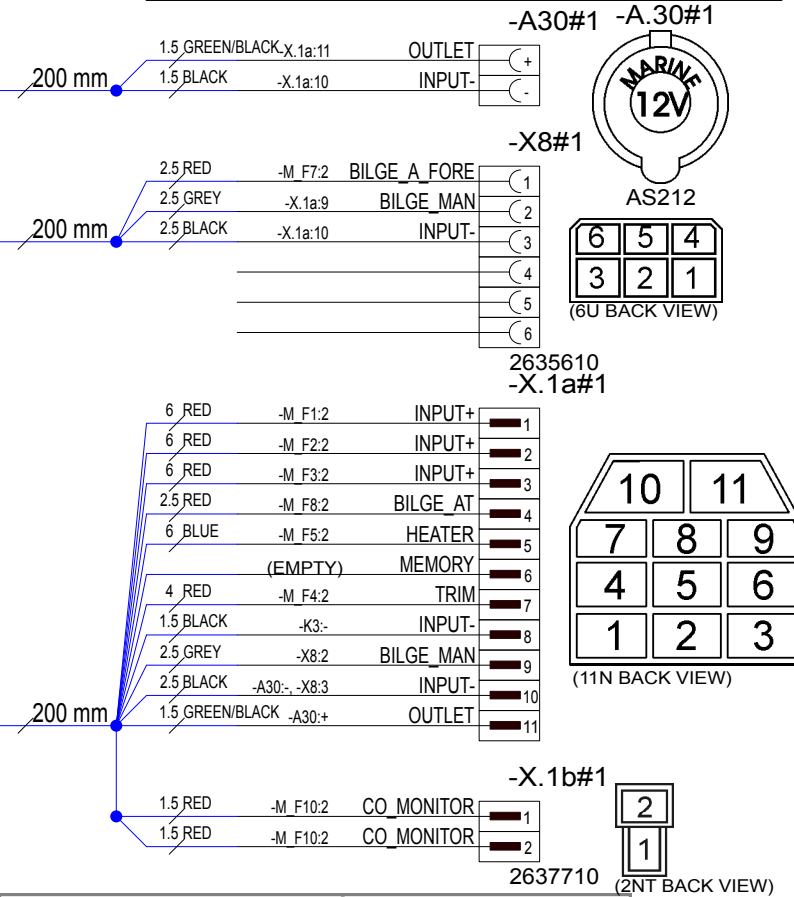 -A30#1
-A.30#1
1.5 GREEN/BLACK -X.1a:11 OUTLET +
1.5 BLACK -X.1a:10 INPUT- -
200 mm
MARINE
12V
AS212
-X8#1
2.5 RED -M_F7:2 BILGE_A_FORE 1
2.5 GREY -X.1a:9 BILGE_MAN 2
2.5 BLACK -X.1a:10 INPUT- 3
4
5
6
200 mm
2635610
6 5 4
3 2 1
(6U BACK VIEW)
-X.1a#1
6 RED -M_F1:2 INPUT+ 1
6 RED -M_F2:2 INPUT+ 2
6 RED -M_F3:2 INPUT+ 3
2.5 RED -M_F8:2 BILGE_AT 4
6 BLUE -M_F5:2 HEATER 5
(EMPTY) MEMORY 6
4 RED -M_F4:2 TRIM 7
1.5 BLACK -K3:- INPUT- 8
2.5 GREY -X8:2 BILGE_MAN 9
2.5 BLACK -A30:-, -X8:3 INPUT- 10
1.5 GREEN/BLACK -A30:+ OUTLET 11
200 mm
10 11
7 8 9
4 5 6
1 2 3
(11N BACK VIEW)
-X.1b#1
1.5 RED -M_F10:2 CO_MONITOR 1
1.5 RED -M_F10:2 CO_MONITOR 2
2637710
2
1
(2NT BACK VIEW)